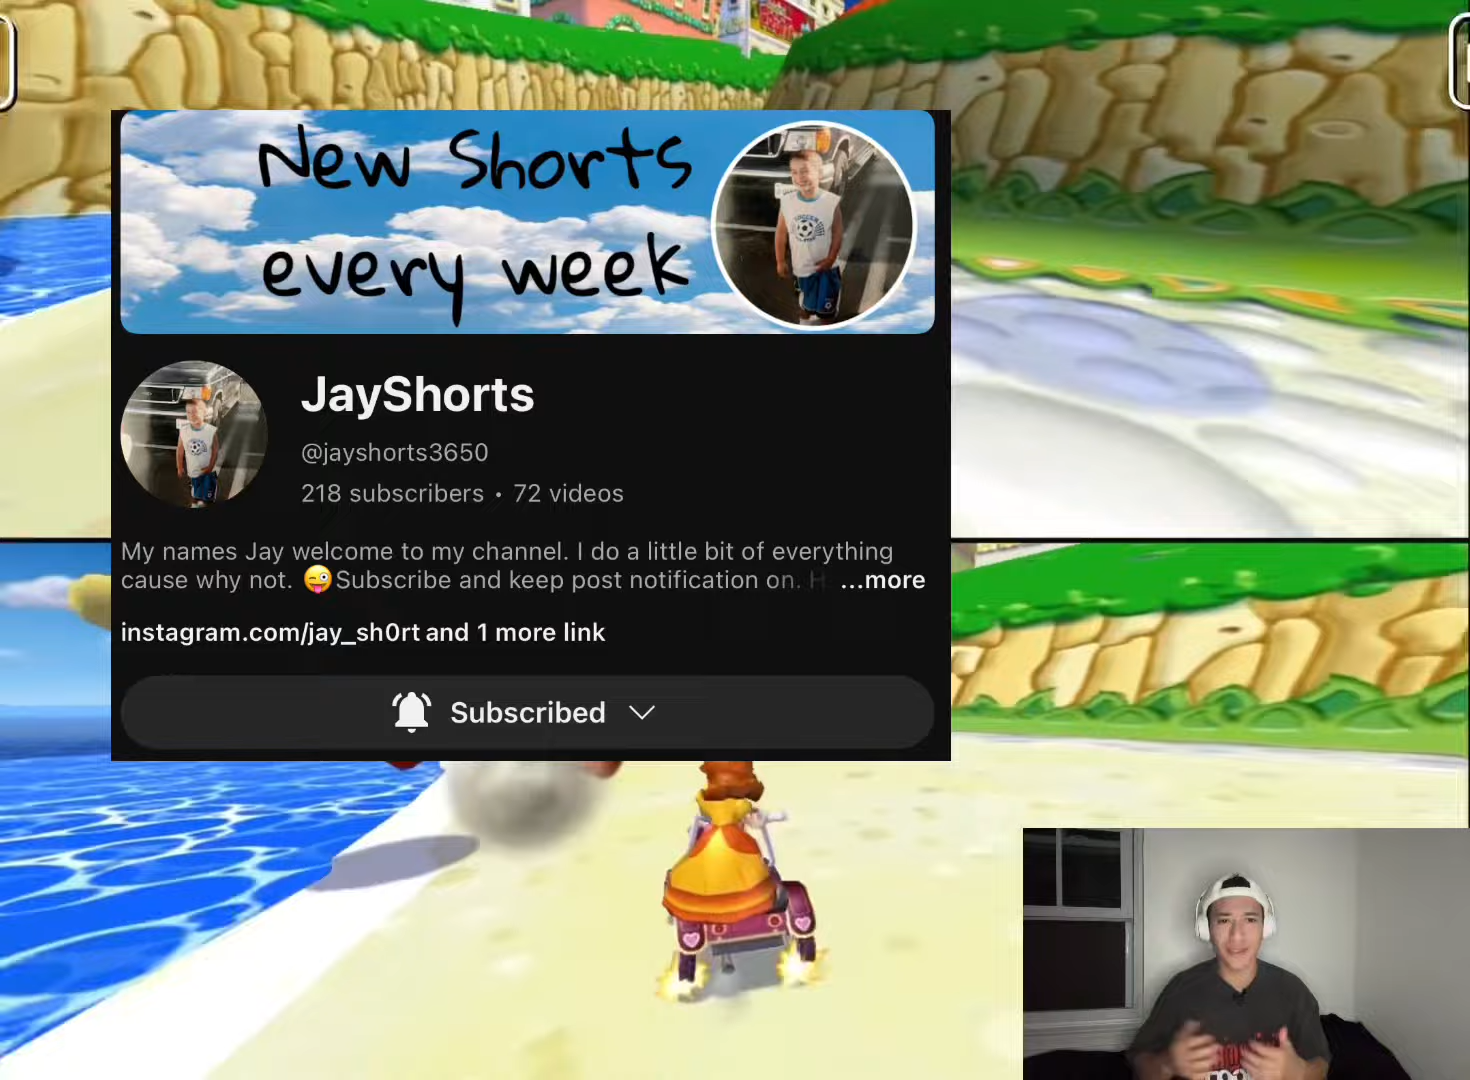 New Shorts
every week
JayShorts
@jayshorts3650
218 subscribers • 72 videos
My names Jay welcome to my channel. I do a little bit of everything
cause why not. 😜Subscribe and keep post notification on. H ...more
instagram.com/jay_sh0rt and 1 more link
Subscribed